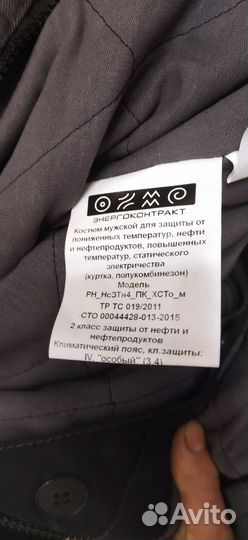 ЭНЕРГОКОНТРАКТ
Костюм мужской для защиты от
пониженных температур, нефти
и нефтепродуктов, повышенных
температур, статического
электричества
(куртка, полукомбинезон)
Модель
РН_НсЗТн4_ПК_ХСТо_м
ТР ТС 019/2011
СТО 00044428-013-2015
2 класс защиты от нефти и
нефтепродуктов
Климатический пояс, кл.защиты:
IV, "особый" (3,4)
Avito